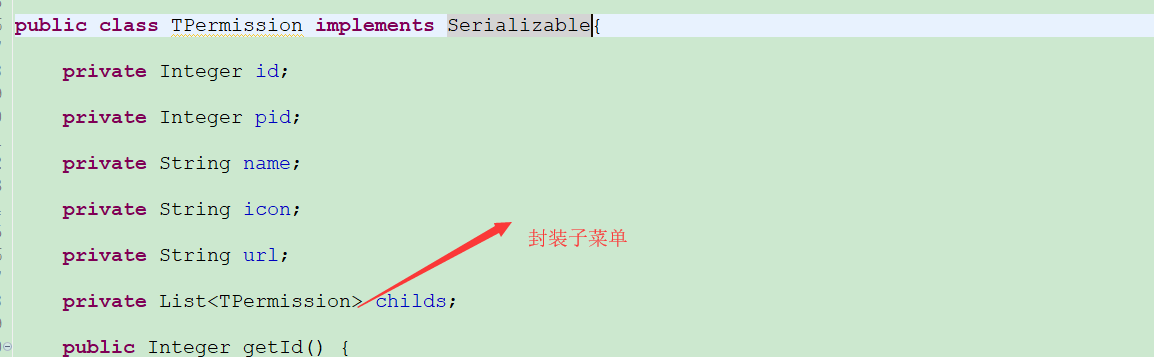 public class TPermission implements Serializable{
private Integer id;
private Integer pid;
private String name;
private String icon;
封装子菜单
private String url;
private List<TPermission> childs;
public Integer getId() {